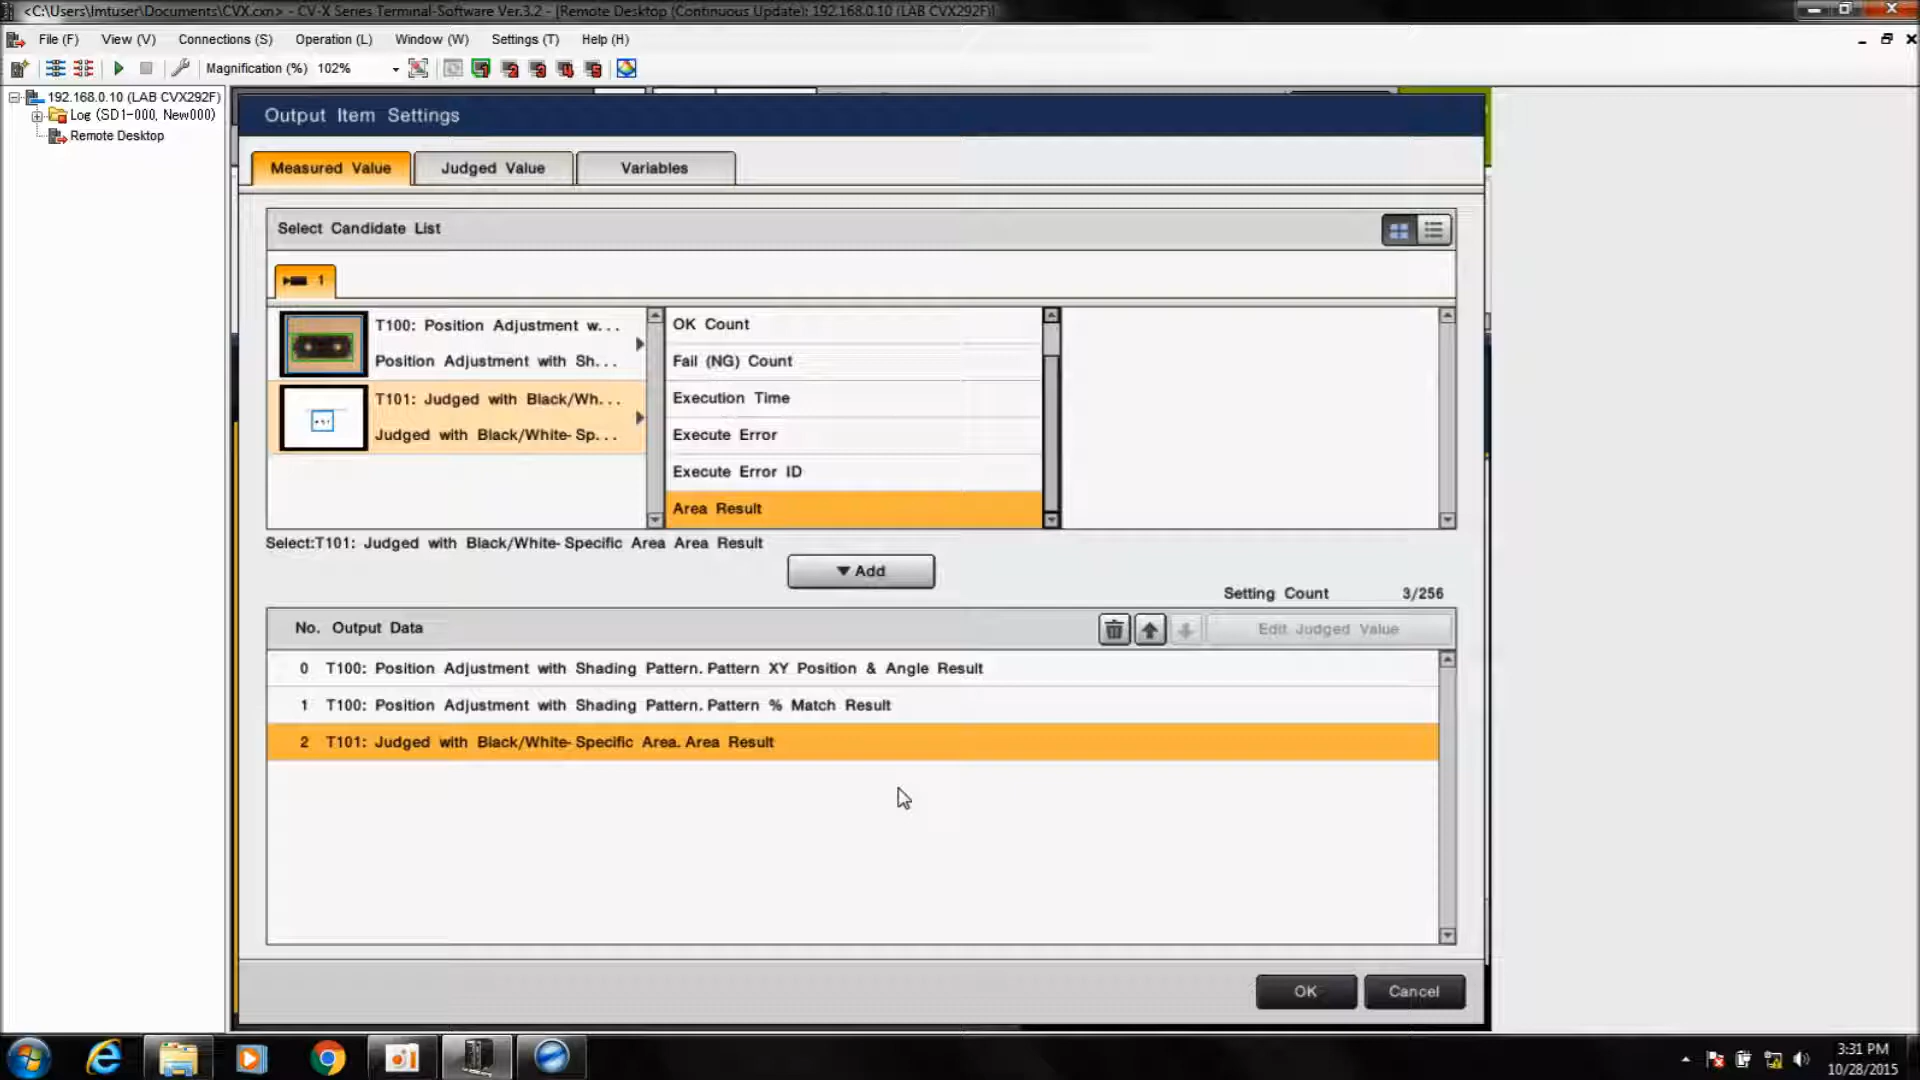 <C:\Users\lmtuser\Documents\CVX.cxn> - CV-X Series Terminal-Software Ver.3.2 - [Remote Desktop (Continuous Update): 192.168.0.10 (LAB CVX292F)]
File (F) View (V) Connections (S) Operation (L) Window (W) Settings (T) Help (H)
Magnification (%) 102%
192.168.0.10 (LAB CVX292F)
Log (SD1-000, New000)
Remote Desktop
Output Item Settings
Measured Value Judged Value Variables
Select Candidate List
1
T100: Position Adjustment w...
Position Adjustment with Sh...
T101: Judged with Black/Wh...
Judged with Black/White-Sp...
OK Count
Fail (NG) Count
Execution Time
Execute Error
Execute Error ID
Area Result
Select:T101: Judged with Black/White-Specific Area Area Result
Add
Setting Count 3/256
No. Output Data
Edit Judged Value
0 T100: Position Adjustment with Shading Pattern.Pattern XY Position & Angle Result
1 T100: Position Adjustment with Shading Pattern.Pattern % Match Result
2 T101: Judged with Black/White-Specific Area.Area Result
OK Cancel
3:31 PM
10/28/2015